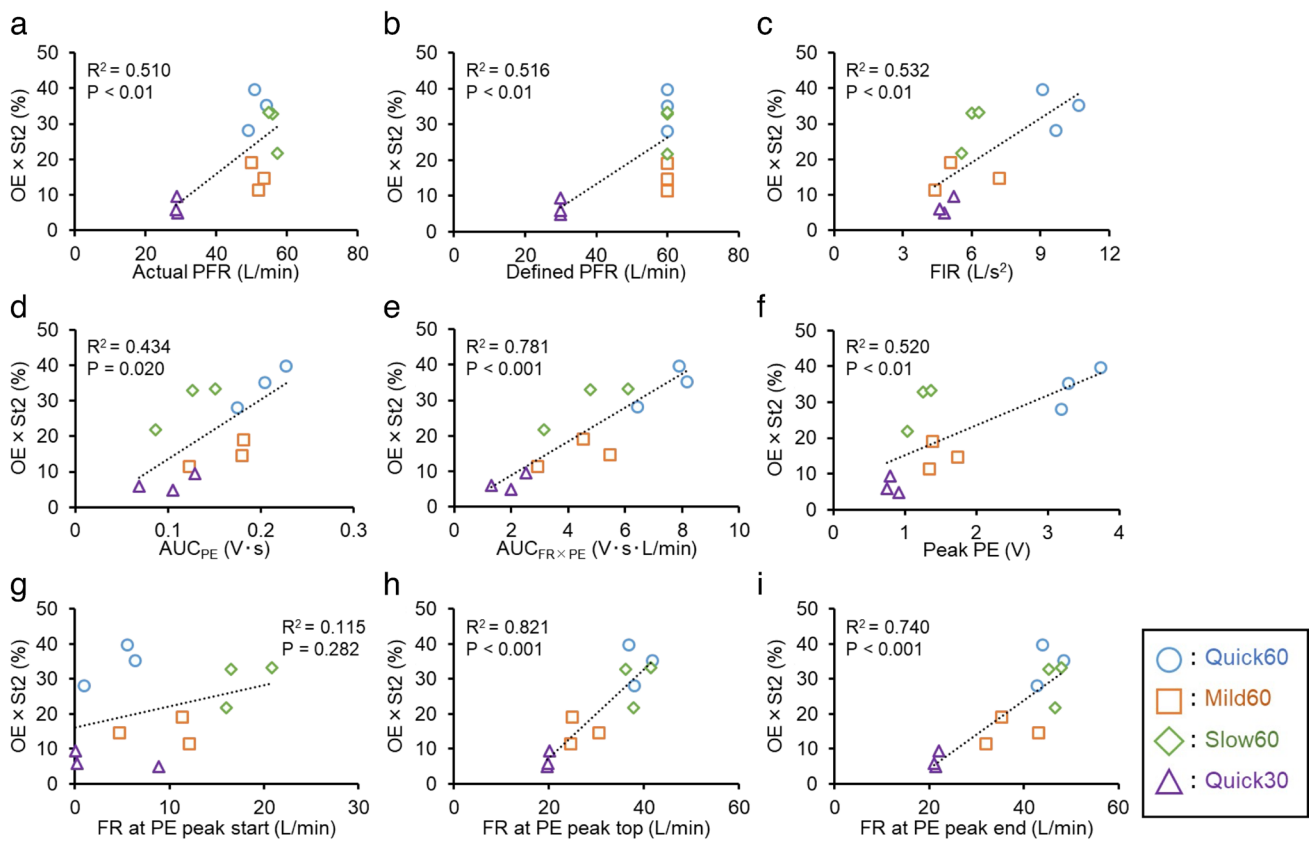 a
OE × St2 (%)
50
40
30
20
10
0
R² = 0.510
P < 0.01
0 20 40 60 80
Actual PFR (L/min)
b
OE × St2 (%)
50
40
30
20
10
0
R² = 0.516
P < 0.01
0 20 40 60 80
Defined PFR (L/min)
c
OE × St2 (%)
50
40
30
20
10
0
R² = 0.532
P < 0.01
0 3 6 9 12
FIR (L/s²)
d
OE × St2 (%)
50
40
30
20
10
0
R² = 0.434
P = 0.020
0 0.1 0.2 0.3
AUC_PE (V·s)
e
OE × St2 (%)
50
40
30
20
10
0
R² = 0.781
P < 0.001
0 2 4 6 8 10
AUC_FR×PE (V·s·L/min)
f
OE × St2 (%)
50
40
30
20
10
0
R² = 0.520
P < 0.01
0 1 2 3 4
Peak PE (V)
g
OE × St2 (%)
50
40
30
20
10
0
R² = 0.115
P = 0.282
0 10 20 30
FR at PE peak start (L/min)
h
OE × St2 (%)
50
40
30
20
10
0
R² = 0.821
P < 0.001
0 20 40 60
FR at PE peak top (L/min)
i
OE × St2 (%)
50
40
30
20
10
0
R² = 0.740
P < 0.001
0 20 40 60
FR at PE peak end (L/min)
: Quick60
: Mild60
: Slow60
: Quick30